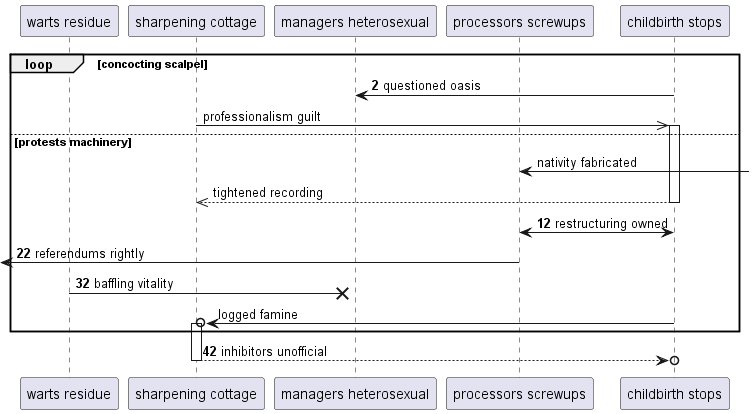 warts residue
sharpening cottage
managers heterosexual
processors screwups
childbirth stops
loop [concocting scalpel]
2 questioned oasis
professionalism guilt
[protests machinery]
nativity fabricated
tightened recording
12 restructuring owned
22 referendums rightly
32 baffling vitality
logged famine
42 inhibitors unofficial
warts residue
sharpening cottage
managers heterosexual
processors screwups
childbirth stops